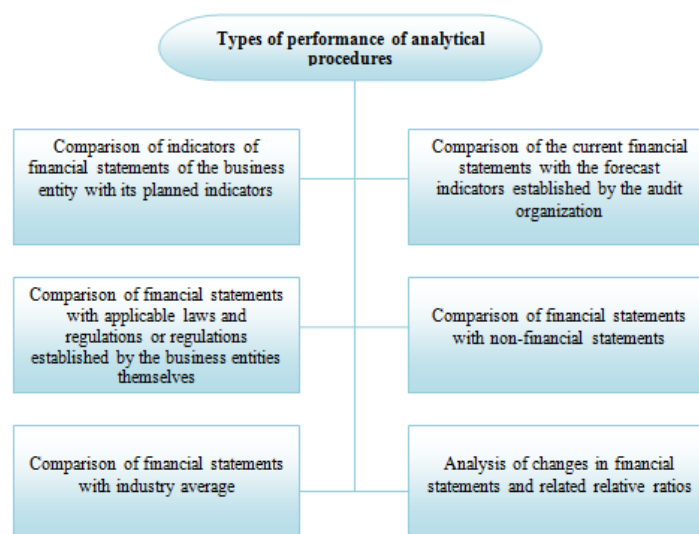 Types of performance of analytical
procedures
Comparison of indicators of
financial statements of the business
entity with its planned indicators
Comparison of the current financial
statements with the forecast
indicators established by the audit
organization
Comparison of financial statements
with applicable laws and
regulations or regulations
established by the business entities
themselves
Comparison of financial statements
with non-financial statements
Comparison of financial statements
with industry average
Analysis of changes in financial
statements and related relative ratios